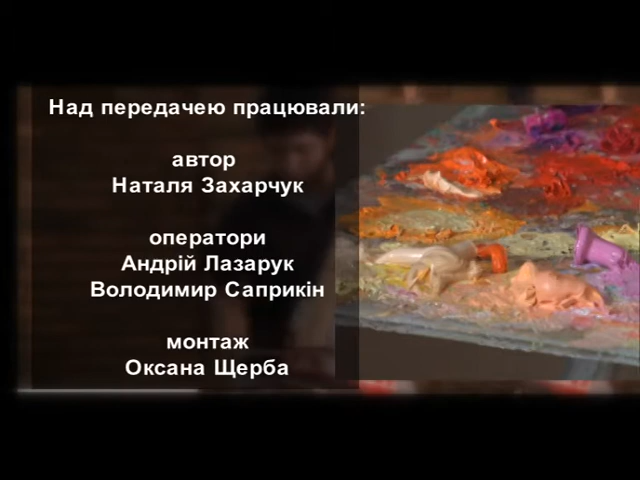 Над передачею працювали:
автор
Наталя Захарчук
оператори
Андрій Лазарук
Володимир Саприкін
монтаж
Оксана Щерба